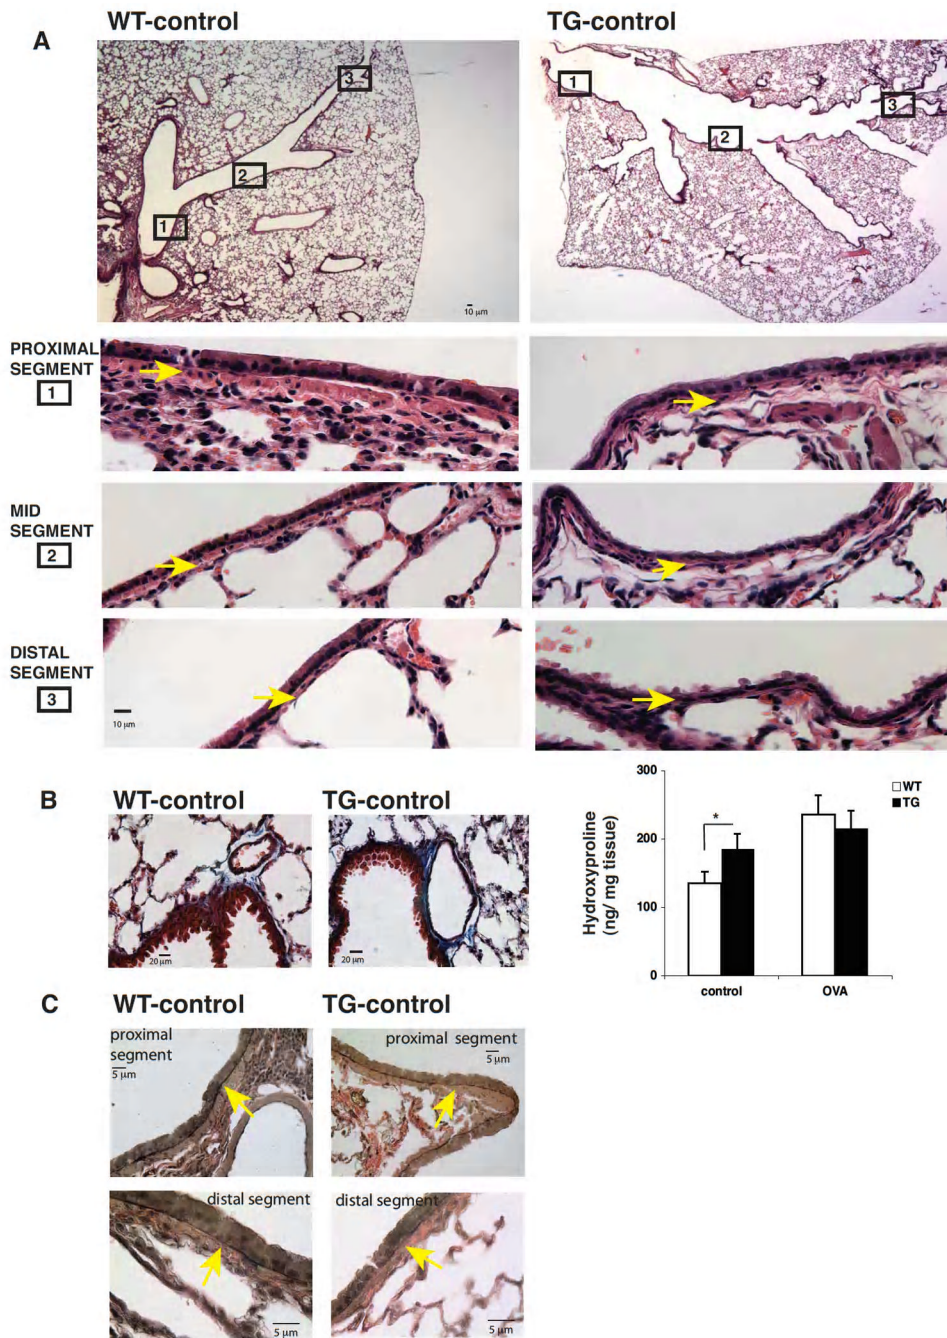 WT-control
TG-control
A
3
2
1
10 µm
1
2
3
PROXIMAL
SEGMENT
1
MID
SEGMENT
2
DISTAL
SEGMENT
3
10 µm
B
WT-control
TG-control
20 µm
20 µm
Hydroxyproline
(ng/ mg tissue)
300
200
100
0
*
WT
TG
control
OVA
C
WT-control
TG-control
proximal
segment
5 µm
proximal segment
5 µm
distal segment
5 µm
distal segment
5 µm